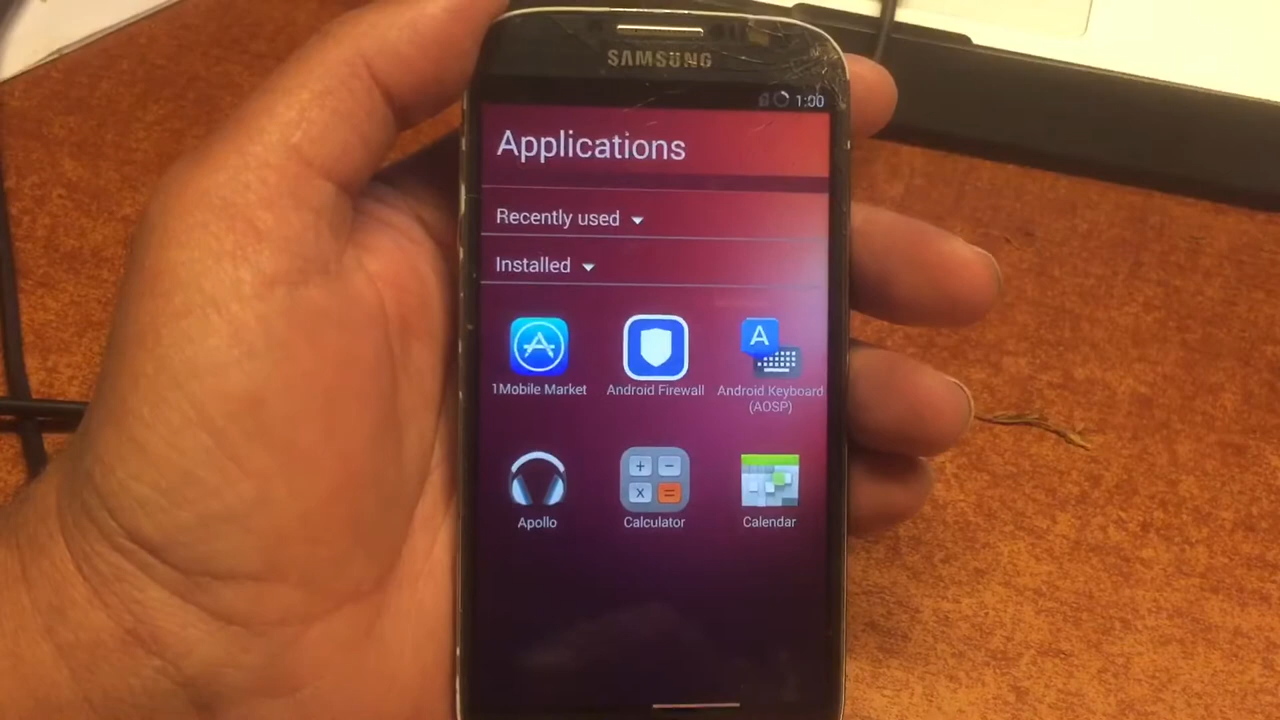 SAMSUNG
1:00
Applications
Recently used
Installed
1Mobile Market
Android Firewall
A
Android Keyboard
(AOSP)
+ −
x =
Apollo
Calculator
Calendar